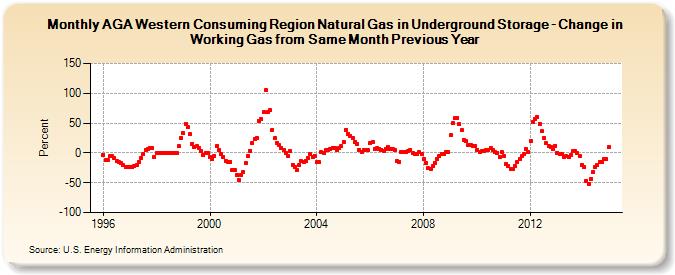 Monthly AGA Western Consuming Region Natural Gas in Underground Storage - Change in
Working Gas from Same Month Previous Year
150
100
50
0
-50
-100
Percent
1996
2000
2004
2008
2012
Source: U.S. Energy Information Administration